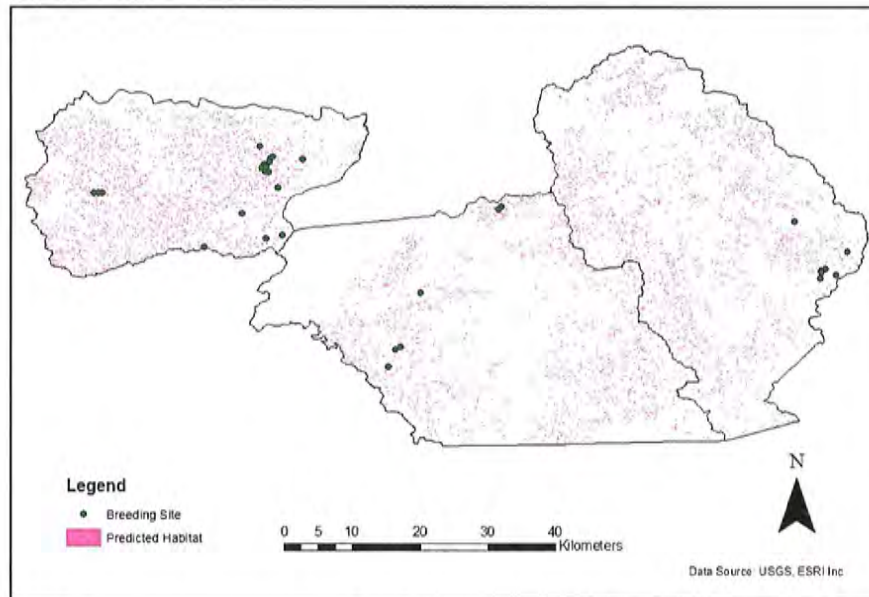 N
Legend
Breeding Site
Predicted Habitat
0 5 10 20 30 40
Kilometers
Data Source: USGS, ESRI Inc